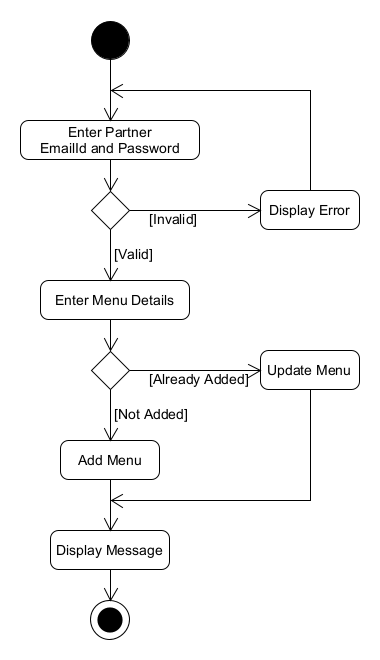 Enter Partner
EmailId and Password
[Invalid]
Display Error
[Valid]
Enter Menu Details
[Already Added]
Update Menu
[Not Added]
Add Menu
Display Message